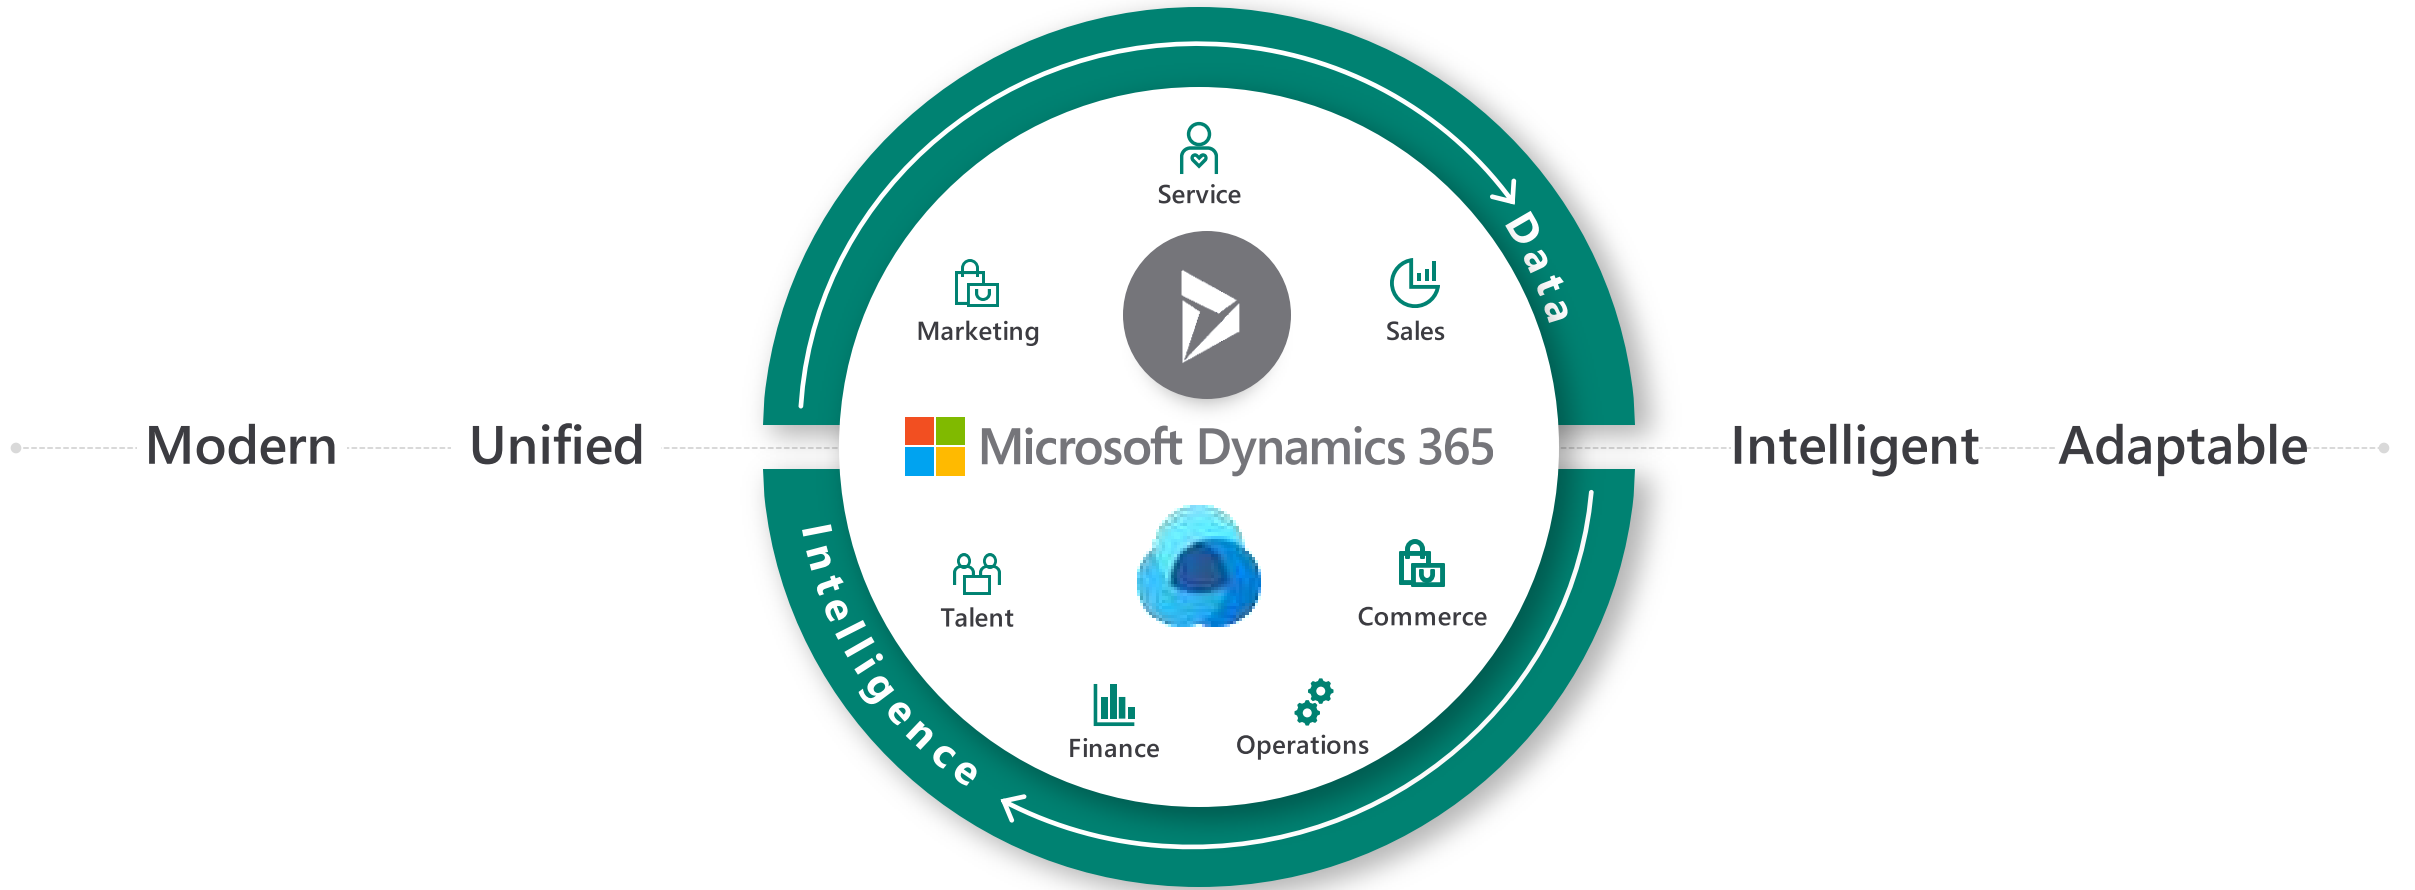 Data
Service
Marketing
Sales
Modern
Unified
Microsoft Dynamics 365
Intelligent
Adaptable
Intelligence
Talent
Commerce
Finance
Operations